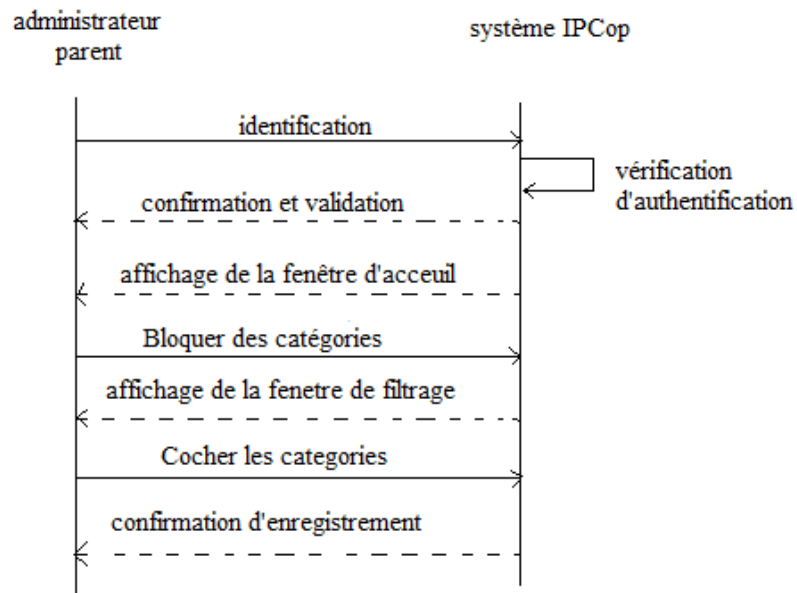 administrateur
parent
système IPCop
identification
vérification
d'authentification
confirmation et validation
affichage de la fenêtre d'acceuil
Bloquer des catégories
affichage de la fenetre de filtrage
Cocher les categories
confirmation d'enregistrement